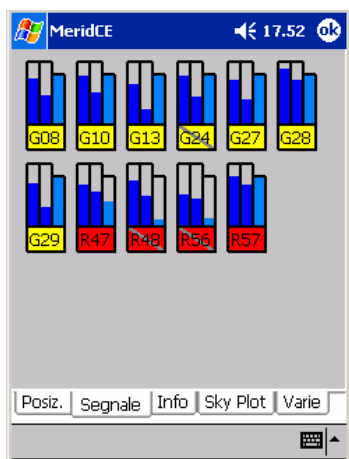 MeridCE 17.52 ok
G08 G10 G13 G24 G27 G28
G29 R47 R48 R56 R57
Posiz. Segnale Info Sky Plot Varie